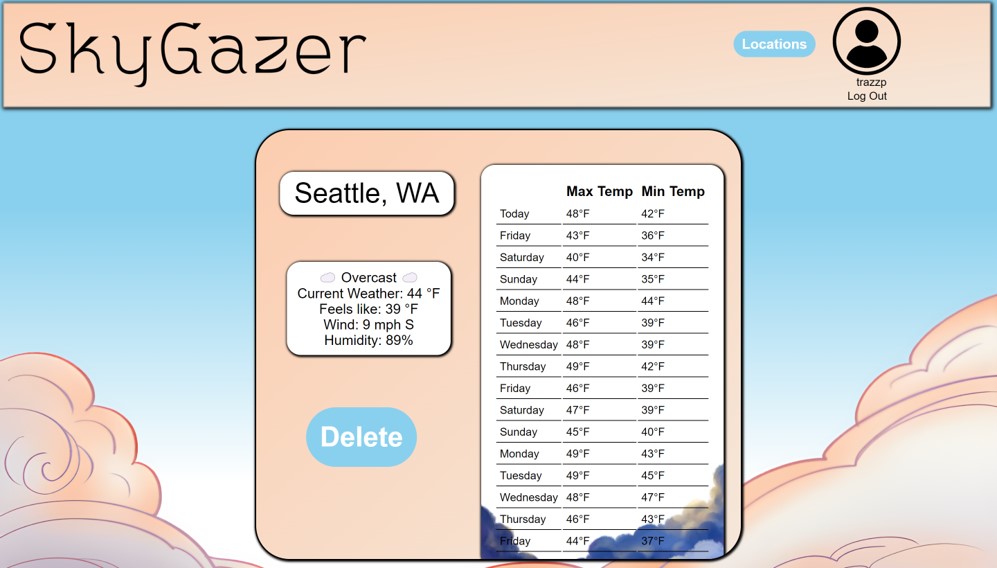 SkyGazer
Locations
trazzp
Log Out
Seattle, WA
Overcast
Current Weather: 44 °F
Feels like: 39 °F
Wind: 9 mph S
Humidity: 89%
Delete
Max Temp Min Temp
Today 48°F 42°F
Friday 43°F 36°F
Saturday 40°F 34°F
Sunday 44°F 35°F
Monday 48°F 44°F
Tuesday 46°F 39°F
Wednesday 48°F 39°F
Thursday 49°F 42°F
Friday 46°F 39°F
Saturday 47°F 39°F
Sunday 45°F 40°F
Monday 49°F 43°F
Tuesday 49°F 45°F
Wednesday 48°F 47°F
Thursday 46°F 43°F
Friday 44°F 37°F